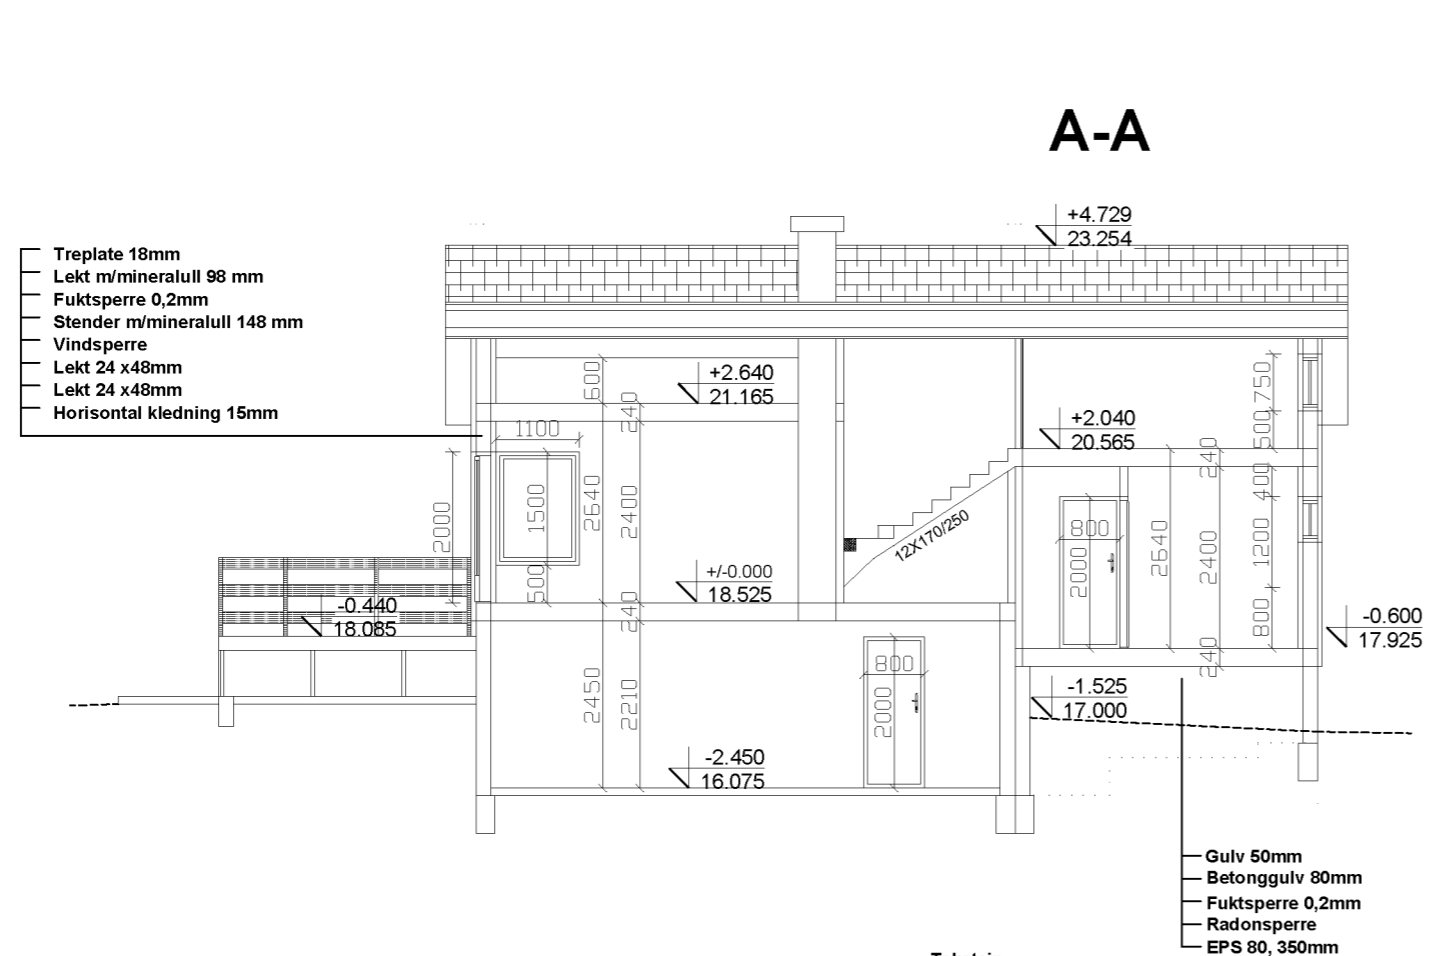 A-A
+4.729
23.254
Treplate 18mm
Lekt m/mineralull 98 mm
Fuktsperre 0,2mm
Stender m/mineralull 148 mm
Vindsperre
Lekt 24 x48mm
Lekt 24 x48mm
Horisontal kledning 15mm
+2.640
21.165
600
240
1100
2000
1500
500
2640
2400
+2.040
20.565
750
500
240
400
12X170/250
800
2000
2640
2400
1200
800
240
+/-0.000
18.525
240
-0.440
18.085
-0.600
17.925
2450
2210
800
2000
-1.525
17.000
-2.450
16.075
Gulv 50mm
Betonggulv 80mm
Fuktsperre 0,2mm
Radonsperre
EPS 80, 350mm